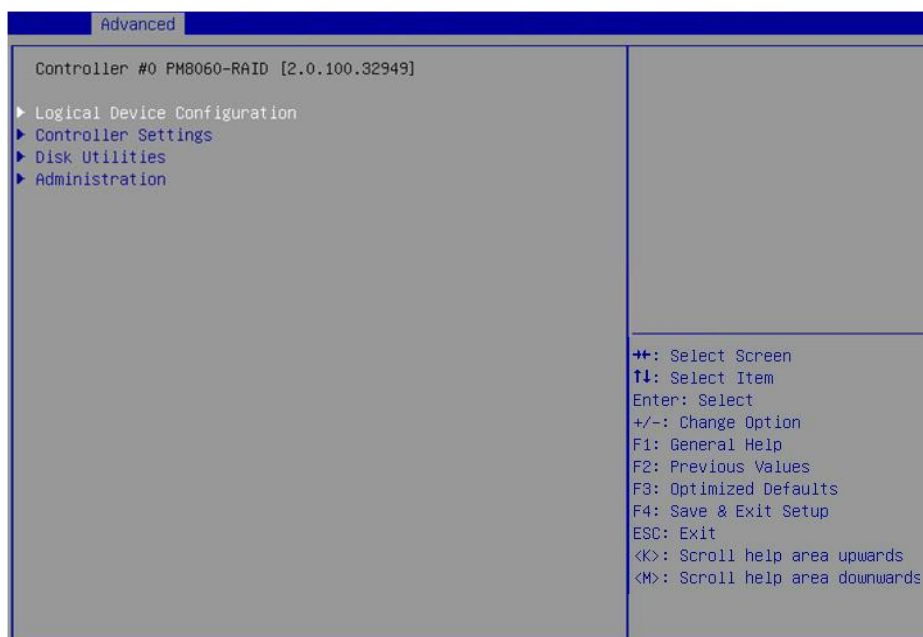 Advanced
Controller #0 PM8060-RAID [2.0.100.32949]
Logical Device Configuration
Controller Settings
Disk Utilities
Administration
→←: Select Screen
↑↓: Select Item
Enter: Select
+/-: Change Option
F1: General Help
F2: Previous Values
F3: Optimized Defaults
F4: Save & Exit Setup
ESC: Exit
<K>: Scroll help area upwards
<M>: Scroll help area downwards